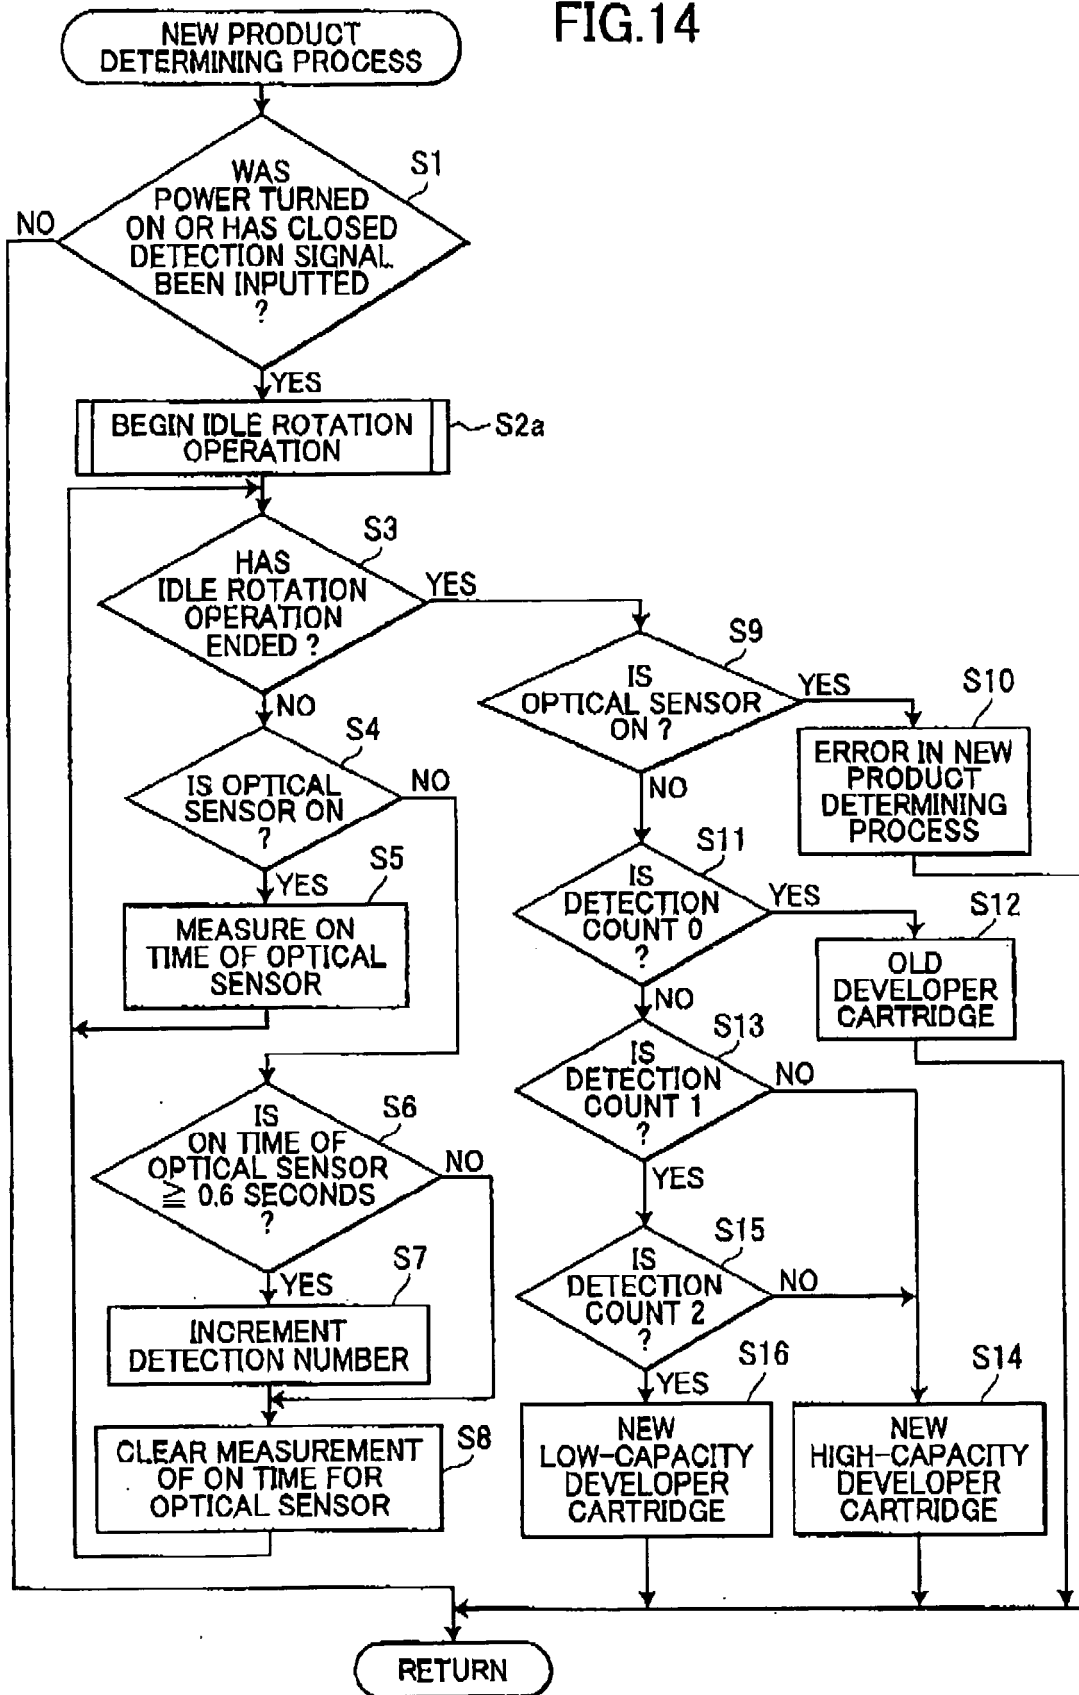 FIG.14
NEW PRODUCT
DETERMINING PROCESS
S1
WAS
POWER TURNED
ON OR HAS CLOSED
DETECTION SIGNAL
BEEN INPUTTED
?
NO
YES
BEGIN IDLE ROTATION
OPERATION
S2a
S3
HAS
IDLE ROTATION
OPERATION
ENDED ?
YES
NO
S4
IS OPTICAL
SENSOR ON
?
NO
YES
S5
MEASURE ON
TIME OF OPTICAL
SENSOR
S6
IS
ON TIME OF
OPTICAL SENSOR
≧ 0.6 SECONDS
?
NO
YES
S7
INCREMENT
DETECTION NUMBER
S8
CLEAR MEASUREMENT
OF ON TIME FOR
OPTICAL SENSOR
S9
IS
OPTICAL SENSOR
ON ?
YES
NO
S10
ERROR IN NEW
PRODUCT
DETERMINING
PROCESS
S11
IS
DETECTION
COUNT 0
?
YES
NO
S12
OLD
DEVELOPER
CARTRIDGE
S13
IS
DETECTION
COUNT 1
?
NO
YES
S15
IS
DETECTION
COUNT 2
?
NO
YES
S16
NEW
LOW-CAPACITY
DEVELOPER
CARTRIDGE
S14
NEW
HIGH-CAPACITY
DEVELOPER
CARTRIDGE
RETURN